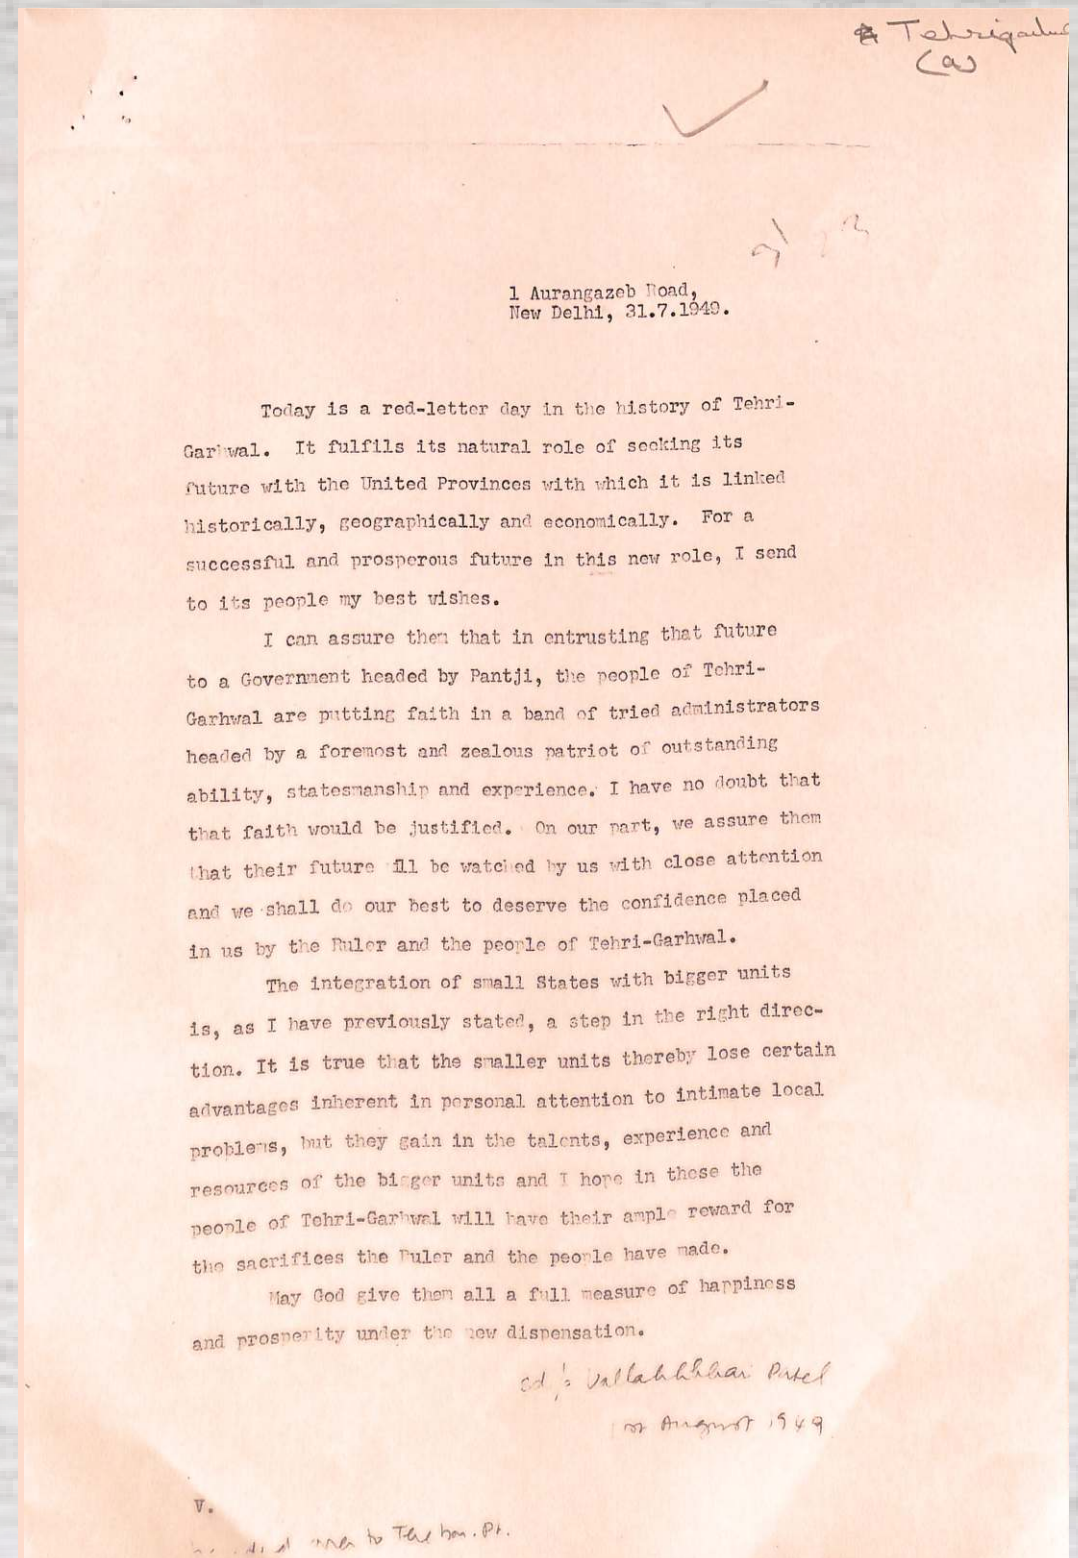 Tehrigarhwal
(a)
1 Aurangazeb Road,
New Delhi, 31.7.1949.
Today is a red-letter day in the history of Tehri-
Garhwal. It fulfils its natural role of seeking its
future with the United Provinces with which it is linked
historically, geographically and economically. For a
successful and prosperous future in this new role, I send
to its people my best wishes.
I can assure them that in entrusting that future
to a Government headed by Pantji, the people of Tehri-
Garhwal are putting faith in a band of tried administrators
headed by a foremost and zealous patriot of outstanding
ability, statesmanship and experience. I have no doubt that
that faith would be justified. On our part, we assure them
that their future ill be watched by us with close attention
and we shall do our best to deserve the confidence placed
in us by the Ruler and the people of Tehri-Garhwal.
The integration of small States with bigger units
is, as I have previously stated, a step in the right direc-
tion. It is true that the smaller units thereby lose certain
advantages inherent in personal attention to intimate local
problems, but they gain in the talents, experience and
resources of the bigger units and I hope in these the
people of Tehri-Garhwal will have their ample reward for
the sacrifices the Ruler and the people have made.
May God give them all a full measure of happiness
and prosperity under the new dispensation.
Sd/: Vallabhbhai Patel
August 1949
V.
to The hon. Pt.